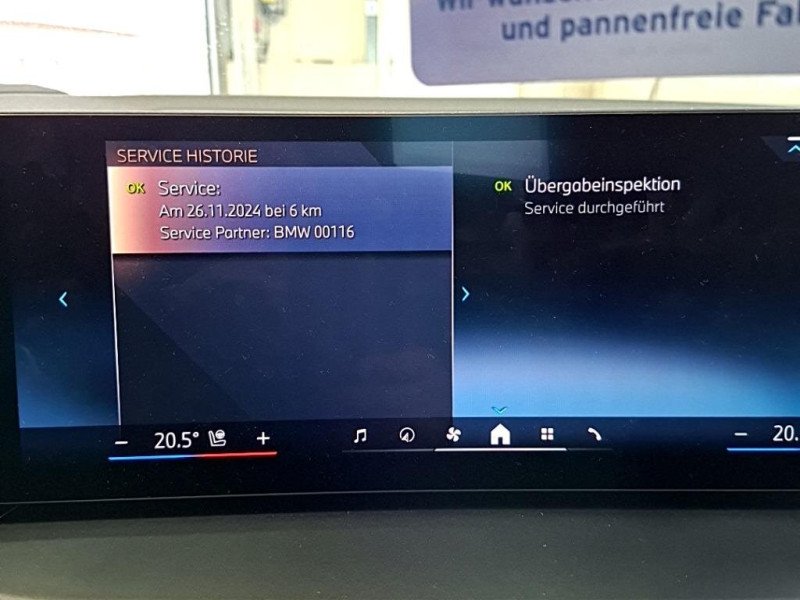 und pannenfreie
SERVICE HISTORIE
OK Service:
Am 26.11.2024 bei 6 km
Service Partner: BMW 00116
OK Übergabeinspektion
Service durchgeführt
20.5°
20.